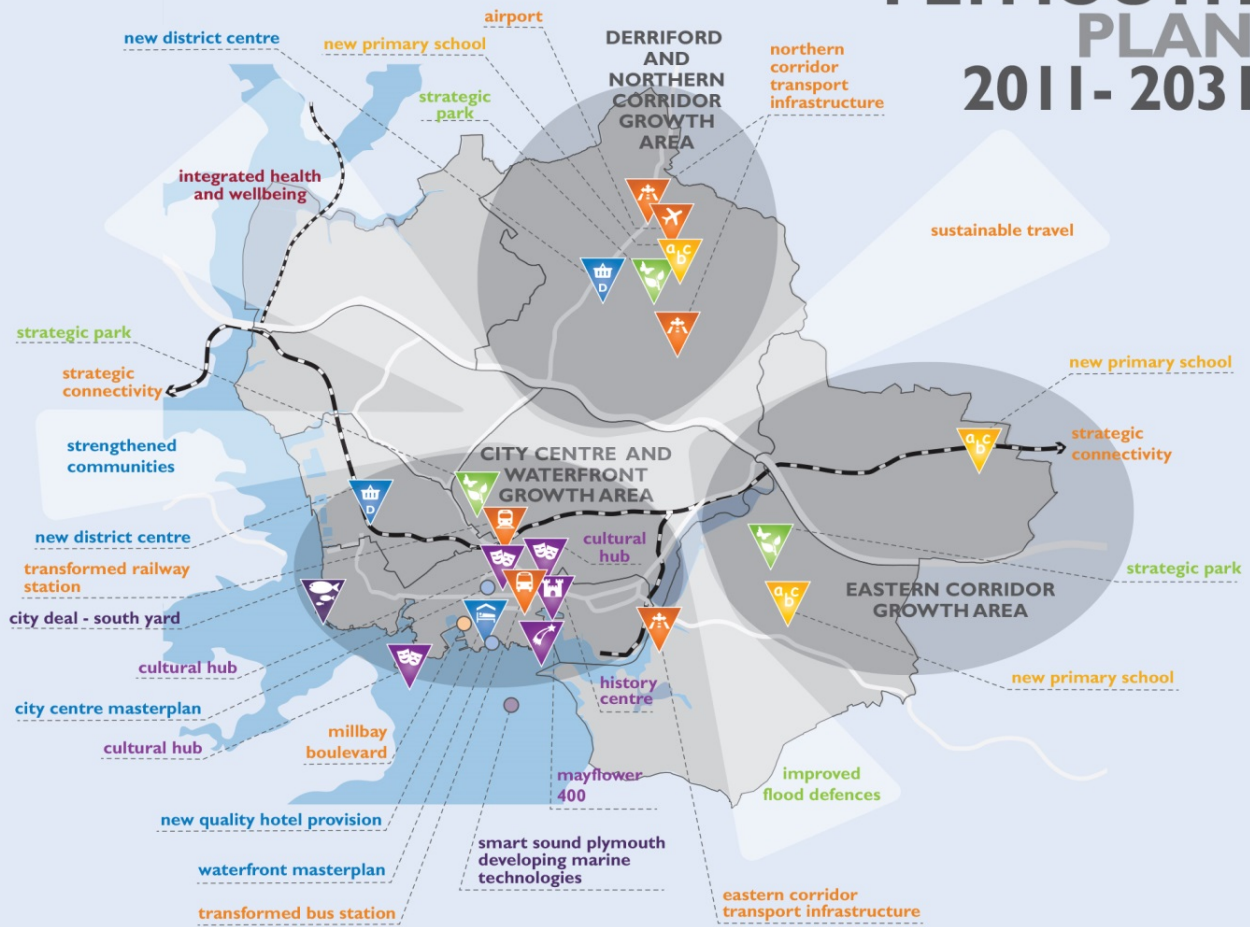 PLAN
2011- 2031
airport
new district centre
new primary school
strategic
park
DERRIFORD
AND
NORTHERN
CORRIDOR
GROWTH
AREA
northern
corridor
transport
infrastructure
integrated health
and wellbeing
sustainable travel
a b c
D
strategic park
strategic
connectivity
new primary school
a b c
strategic
connectivity
strengthened
communities
CITY CENTRE AND
WATERFRONT
GROWTH AREA
D
new district centre
cultural
hub
transformed railway
station
strategic park
a b c
EASTERN CORRIDOR
GROWTH AREA
city deal - south yard
cultural hub
history
centre
new primary school
city centre masterplan
cultural hub
millbay
boulevard
mayflower
400
improved
flood defences
new quality hotel provision
smart sound plymouth
developing marine
technologies
waterfront masterplan
transformed bus station
eastern corridor
transport infrastructure